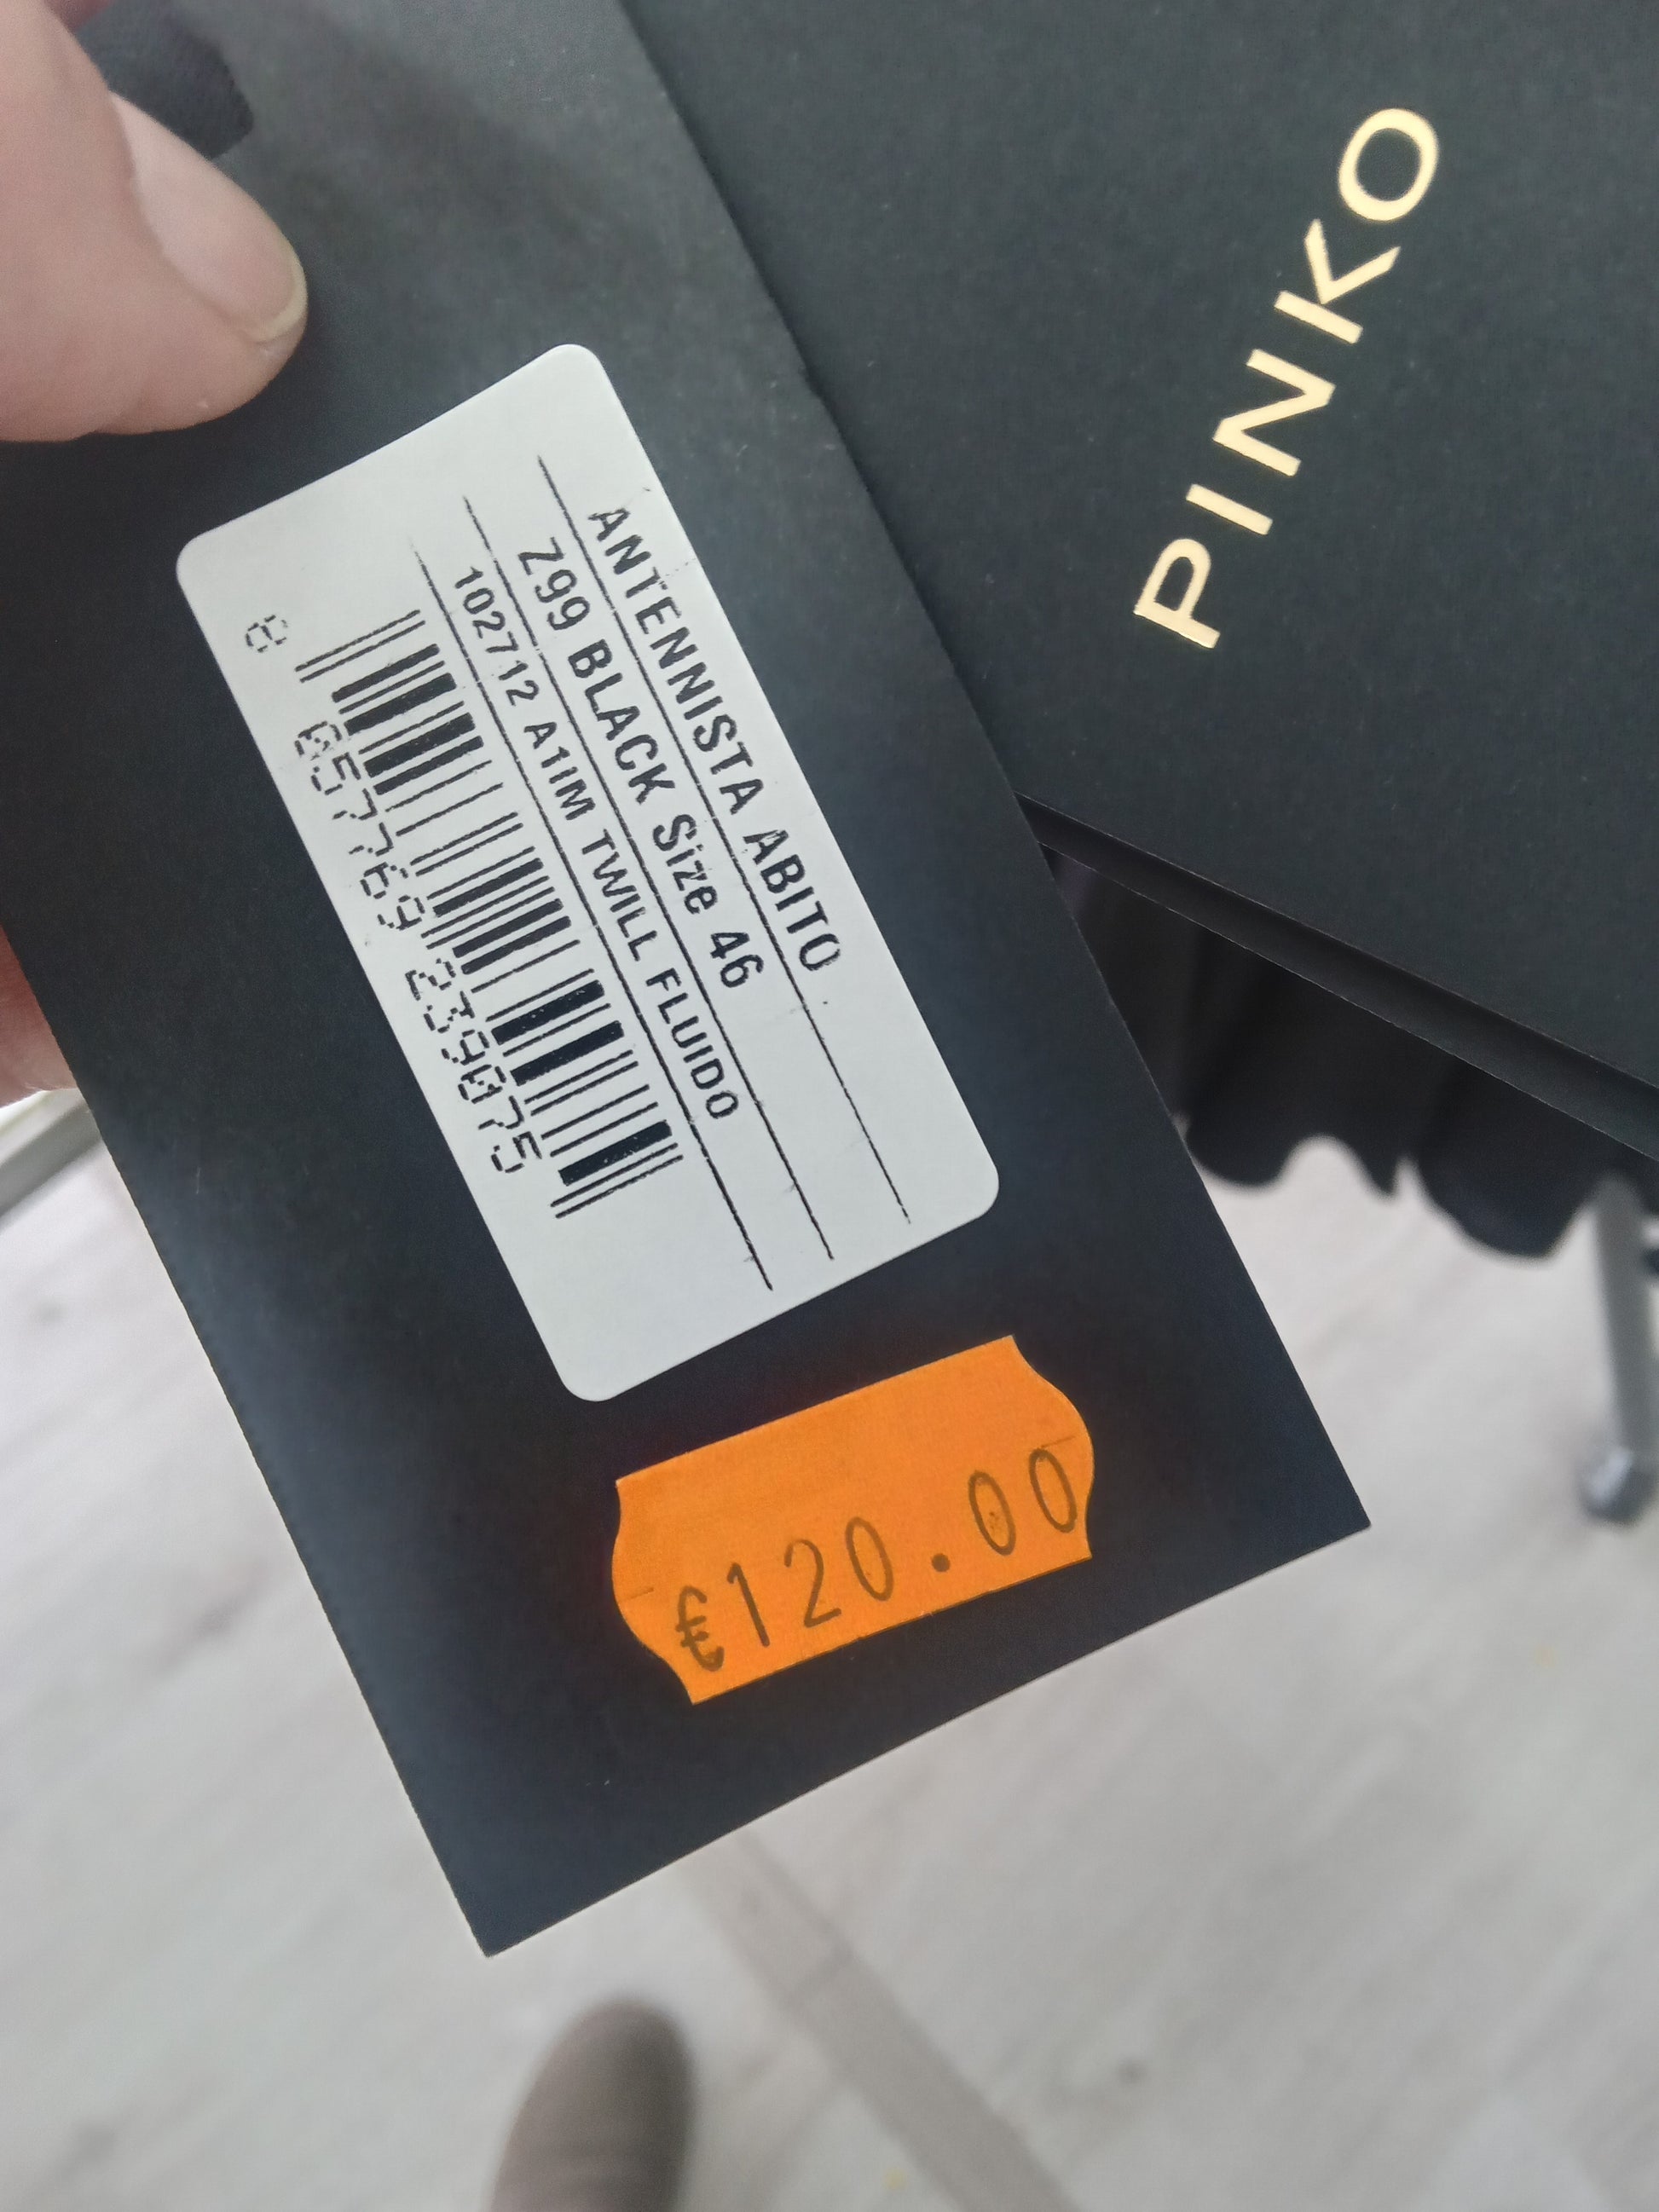 PINKO
ANTENNISTA ABITO
Z99 BLACK Size 46
102712 A1IM TWILL FLUIDO
8 057769 239075
€120.00